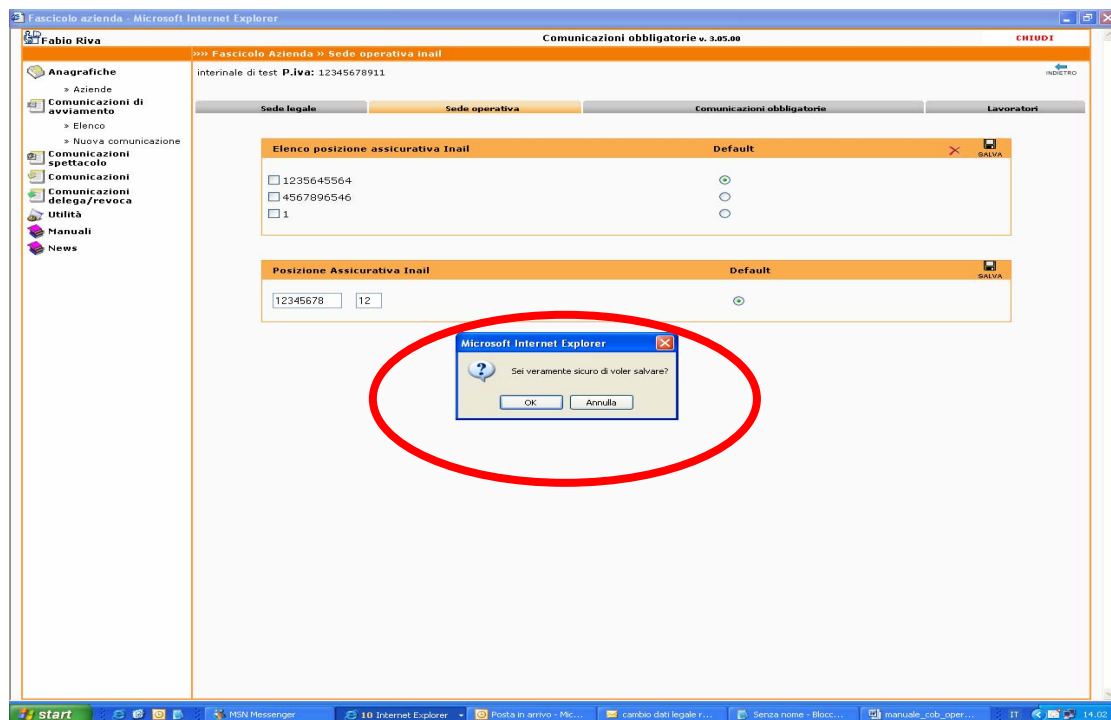 Fascicolo azienda - Microsoft Internet Explorer
Fabio Riva
Comunicazioni obbligatorie v. 3.05.00
CHIUDI
»»» Fascicolo Azienda » Sede operativa inail
Anagrafiche
» Aziende
Comunicazioni di
avviamento
» Elenco
» Nuova comunicazione
Comunicazioni
spettacolo
Comunicazioni
Comunicazioni
delega/revoca
Utilità
Manuali
News
interinale di test P.iva: 12345678911
INDIETRO
Sede legale
Sede operativa
Comunicazioni obbligatorie
Lavoratori
Elenco posizione assicurativa Inail
Default
SALVA
1235645564
4567896546
1
Posizione Assicurativa Inail
Default
SALVA
12345678
12
Microsoft Internet Explorer
Sei veramente sicuro di voler salvare?
OK
Annulla
start
MSN Messenger
10 Internet Explorer
Posta in arrivo - Mic...
cambio dati legale r...
Senza nome - Blocc...
manuale_cob_oper...
IT
14.02